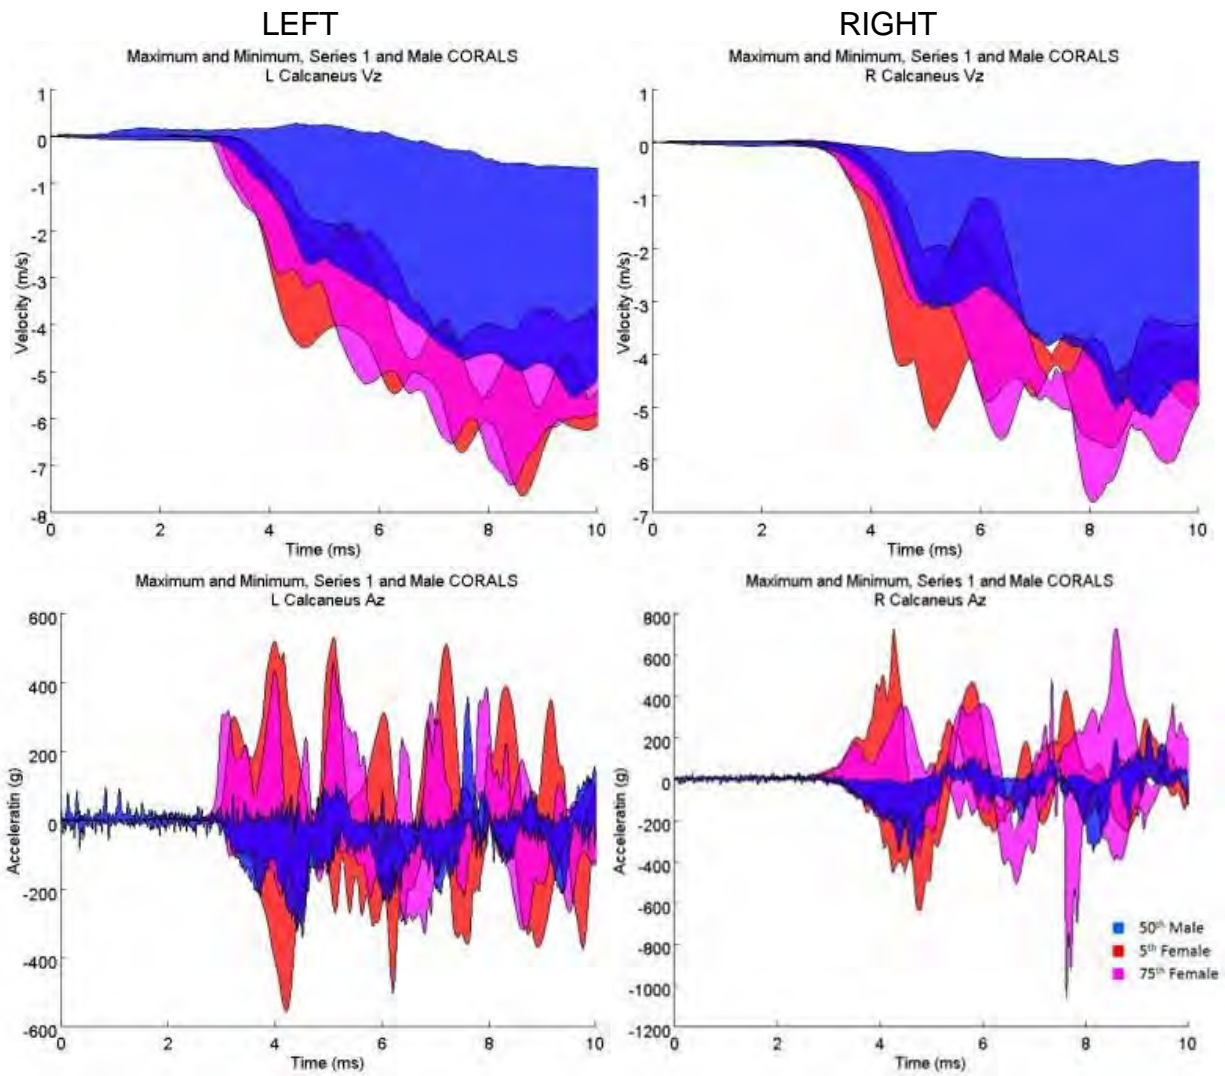 LEFT
RIGHT
Maximum and Minimum, Series 1 and Male CORALS
L Calcaneus Vz
Maximum and Minimum, Series 1 and Male CORALS
R Calcaneus Vz
1
0
-1
-2
-3
-4
-5
-6
-7
-8
Velocity (m/s)
0 2 4 6 8 10
Time (ms)
1
0
-1
-2
-3
-4
-5
-6
-7
Velocity (m/s)
0 2 4 6 8 10
Time (ms)
Maximum and Minimum, Series 1 and Male CORALS
L Calcaneus Az
Maximum and Minimum, Series 1 and Male CORALS
R Calcaneus Az
600
400
200
0
-200
-400
-600
Acceleratin (g)
0 2 4 6 8 10
Time (ms)
800
600
400
200
0
-200
-400
-600
-800
-1000
-1200
Acceleratin (g)
0 2 4 6 8 10
Time (ms)
50th Male
5th Female
75th Female